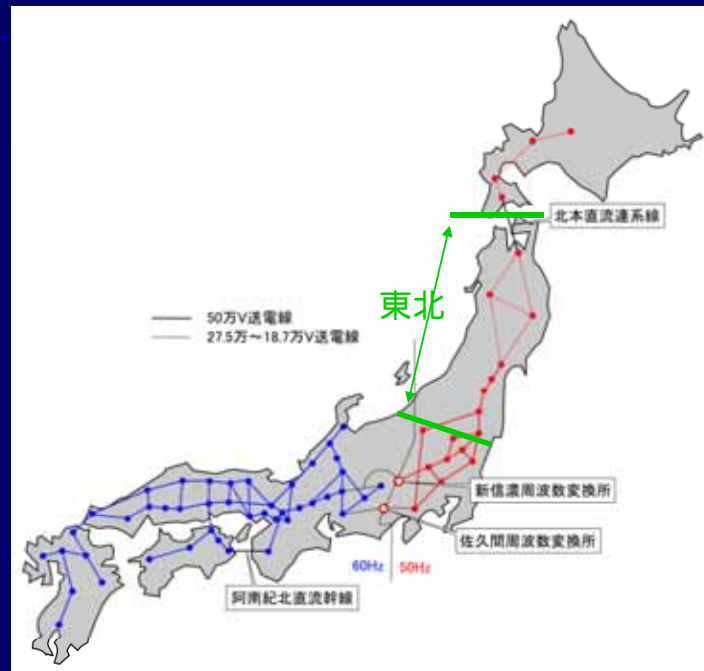 北本直流連系線
東北
50万V送電線
27.5万〜18.7万V送電線
新信濃周波数変換所
佐久間周波数変換所
60Hz 50Hz
阿南紀北直流幹線